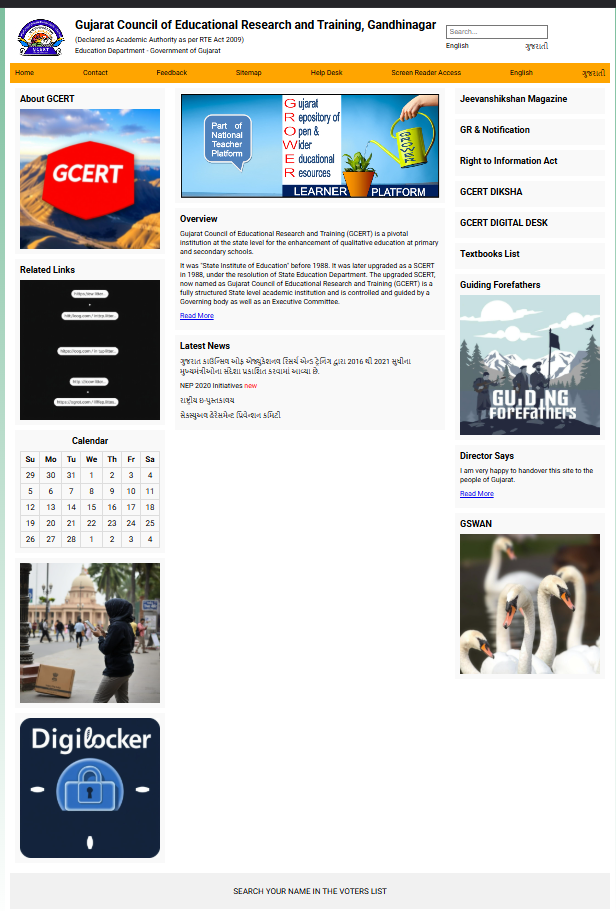 Gujarat Council of Educational Research and Training, Gandhinagar
(Declared as Academic Authority as per RTE Act 2009)
Education Department - Government of Gujarat
Search...
English ગુજરાતી
GCERT
Home Contact Feedback Sitemap Help Desk Screen Reader Access English ગુજરાતી
About GCERT
GCERT
Related Links
Calendar
Su Mo Tu We Th Fr Sa
29 30 31 1 2 3 4
5 6 7 8 9 10 11
12 13 14 15 16 17 18
19 20 21 22 23 24 25
26 27 28 1 2 3 4
Digilocker
Part of
National
Teacher
Platform
Gujarat
Repository of
Open &
Wider
Educational
Resources
GROWER
LEARNER PLATFORM
Overview
Gujarat Council of Educational Research and Training (GCERT) is a pivotal
institution at the state level for the enhancement of qualitative education at primary
and secondary schools.
It was "State Institute of Education" before 1988. It was later upgraded as a SCERT
in 1988, under the resolution of State Education Department. The upgraded SCERT,
now named as Gujarat Council of Educational Research and Training (GCERT) is a
fully structured State level academic institution and is controlled and guided by a
Governing body as well as an Executive Committee.
Read More
Latest News
ગુજરાત કાઉન્સિલ ઓફ એજ્યુકેશનલ રિસર્ચ એન્ડ ટ્રેનિંગ દ્વારા 2016 થી 2021 સુધીના
મુખ્યમંત્રીઓના સંદેશા પ્રકાશિત કરવામાં આવ્યા છે.
NEP 2020 Initiatives new
રાષ્ટ્રીય ઇ-પુસ્તકાલય
સેક્સ્યુઅલ હેરેસમેન્ટ પ્રિવેન્શન કમિટી
Jeevanshikshan Magazine
GR & Notification
Right to Information Act
GCERT DIKSHA
GCERT DIGITAL DESK
Textbooks List
Guiding Forefathers
Director Says
I am very happy to handover this site to the
people of Gujarat.
Read More
GSWAN
SEARCH YOUR NAME IN THE VOTERS LIST